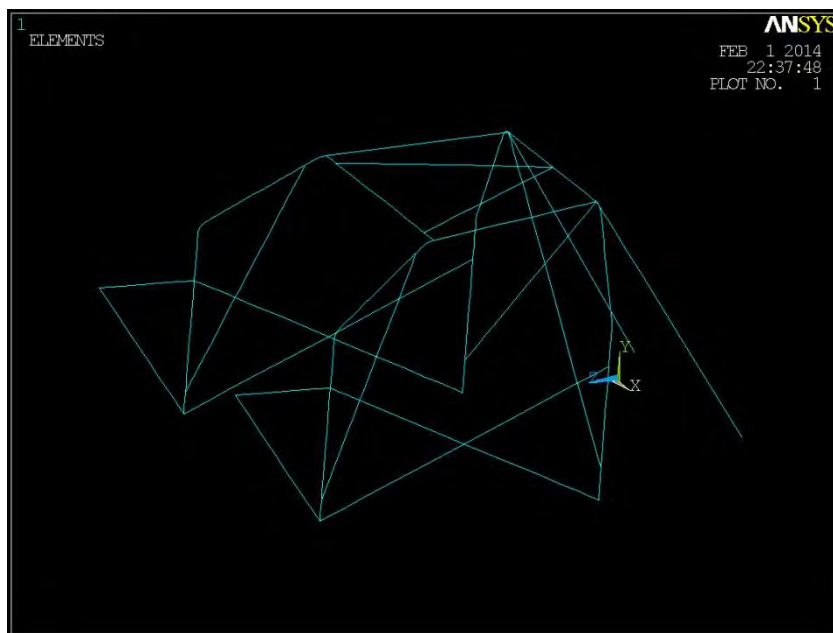 1
ELEMENTS
ANSYS
FEB 1 2014
22:37:48
PLOT NO. 1
Y
Z
X